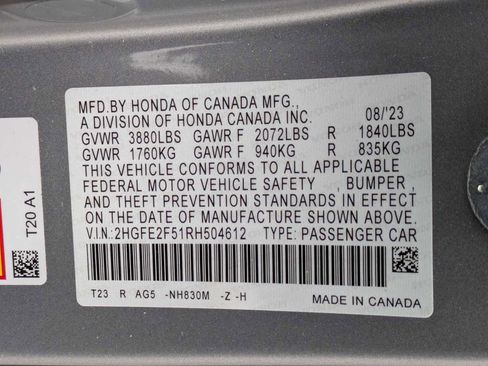 MFD.BY HONDA OF CANADA MFG.,
A DIVISION OF HONDA CANADA INC. 08/'23
GVWR 3880LBS GAWR F 2072LBS R 1840LBS
GVWR 1760KG GAWR F 940KG R 835KG
THIS VEHICLE CONFORMS TO ALL APPLICABLE
FEDERAL MOTOR VEHICLE SAFETY , BUMPER ,
AND THEFT PREVENTION STANDARDS IN EFFECT
ON THE DATE OF MANUFACTURE SHOWN ABOVE.
V.I.N.:2HGFE2F51RH504612 TYPE: PASSENGER CAR
T23 R AG5 -NH830M -Z -H
MADE IN CANADA
T20 A1